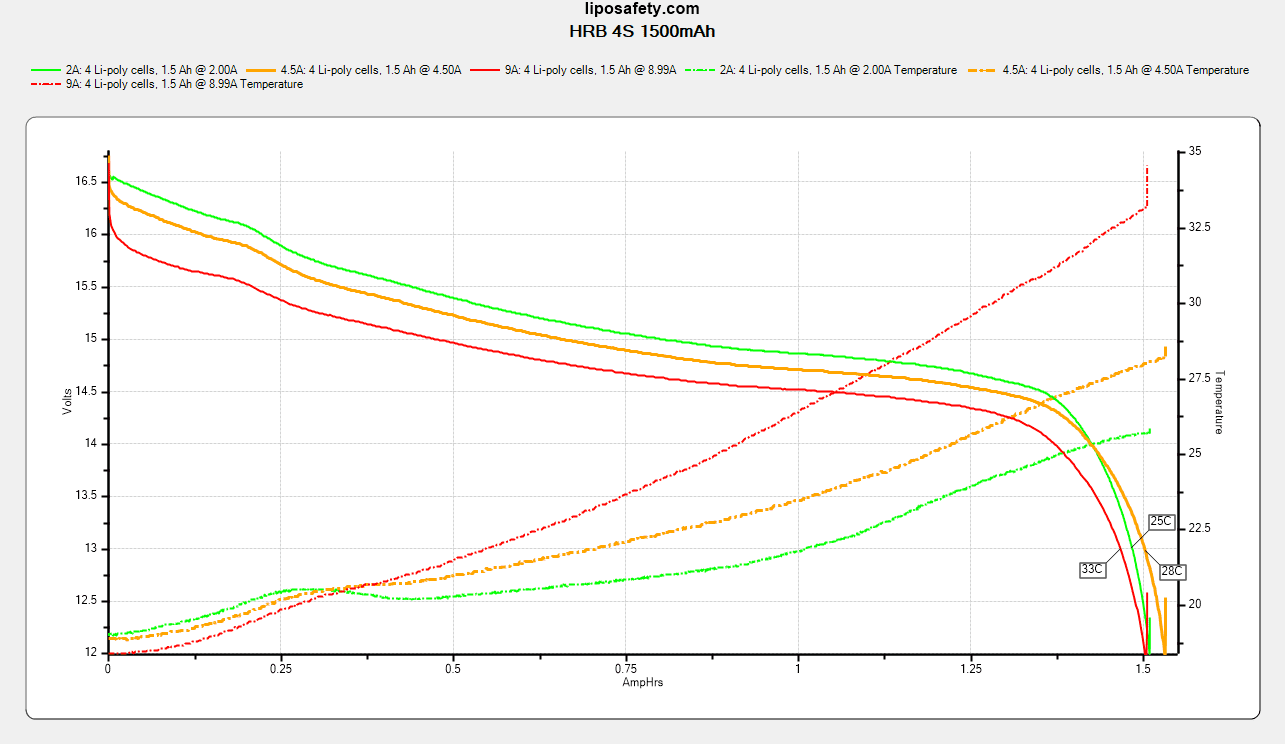 liposafety.com
HRB 4S 1500mAh
2A: 4 Li-poly cells, 1.5 Ah @ 2.00A 4.5A: 4 Li-poly cells, 1.5 Ah @ 4.50A 9A: 4 Li-poly cells, 1.5 Ah @ 8.99A 2A: 4 Li-poly cells, 1.5 Ah @ 2.00A Temperature 4.5A: 4 Li-poly cells, 1.5 Ah @ 4.50A Temperature
9A: 4 Li-poly cells, 1.5 Ah @ 8.99A Temperature
35
16.5
32.5
16
15.5
30
15
27.5
14.5
Volts
Temperature
14
25
13.5
25C
22.5
13
33C
28C
12.5
20
12
0 0.25 0.5 0.75 1 1.25 1.5
AmpHrs